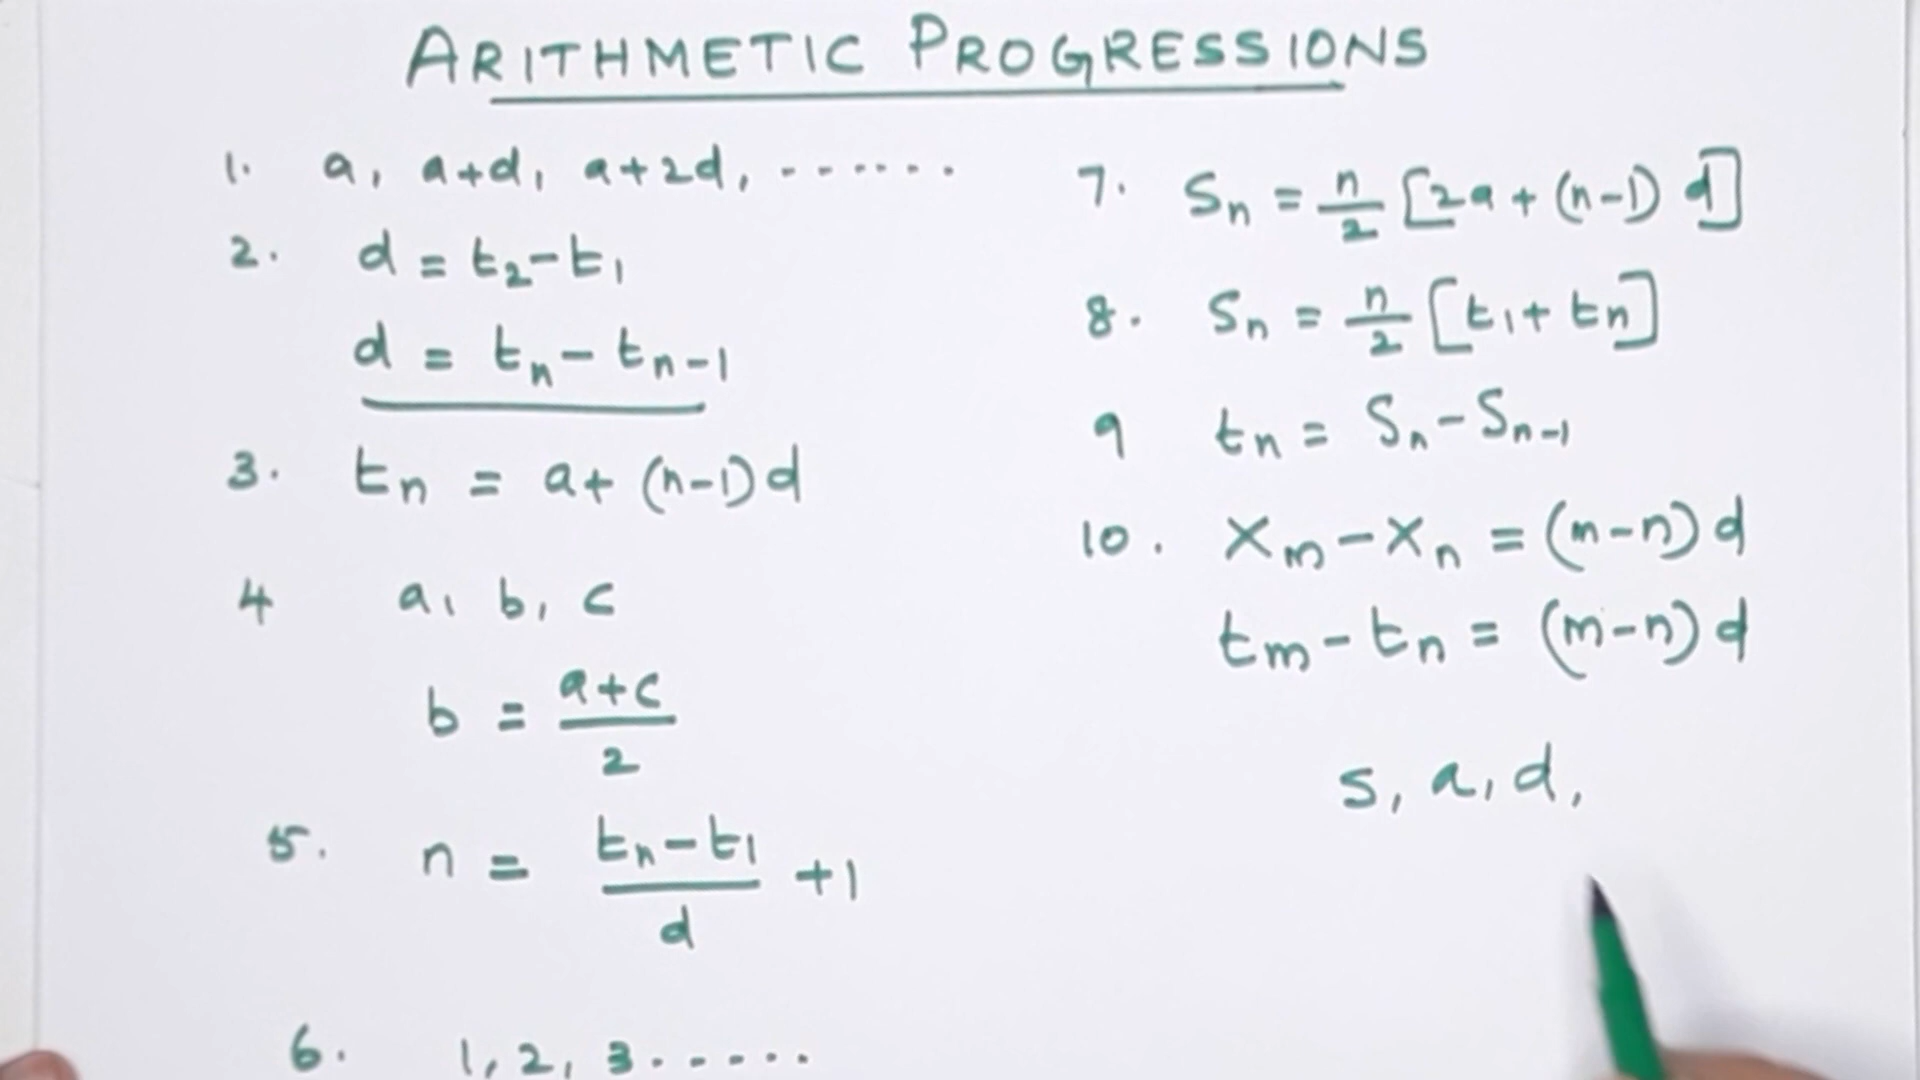 ARITHMETIC PROGRESSIONS
1. a, a+d, a+2d, ......
2. d = t₂-t₁
d = tₙ - tₙ₋₁
3. tₙ = a+ (n-1)d
4 a, b, c
b = (a+c)/2
5. n = (tₙ-t₁)/d +1
6. 1, 2, 3.....
7. Sₙ = n/2 [2a + (n-1) d]
8. Sₙ = n/2 [t₁+ tₙ]
9 tₙ = Sₙ-Sₙ₋₁
10. Xₘ-Xₙ = (m-n) d
tₘ-tₙ = (m-n) d
s, a, d,